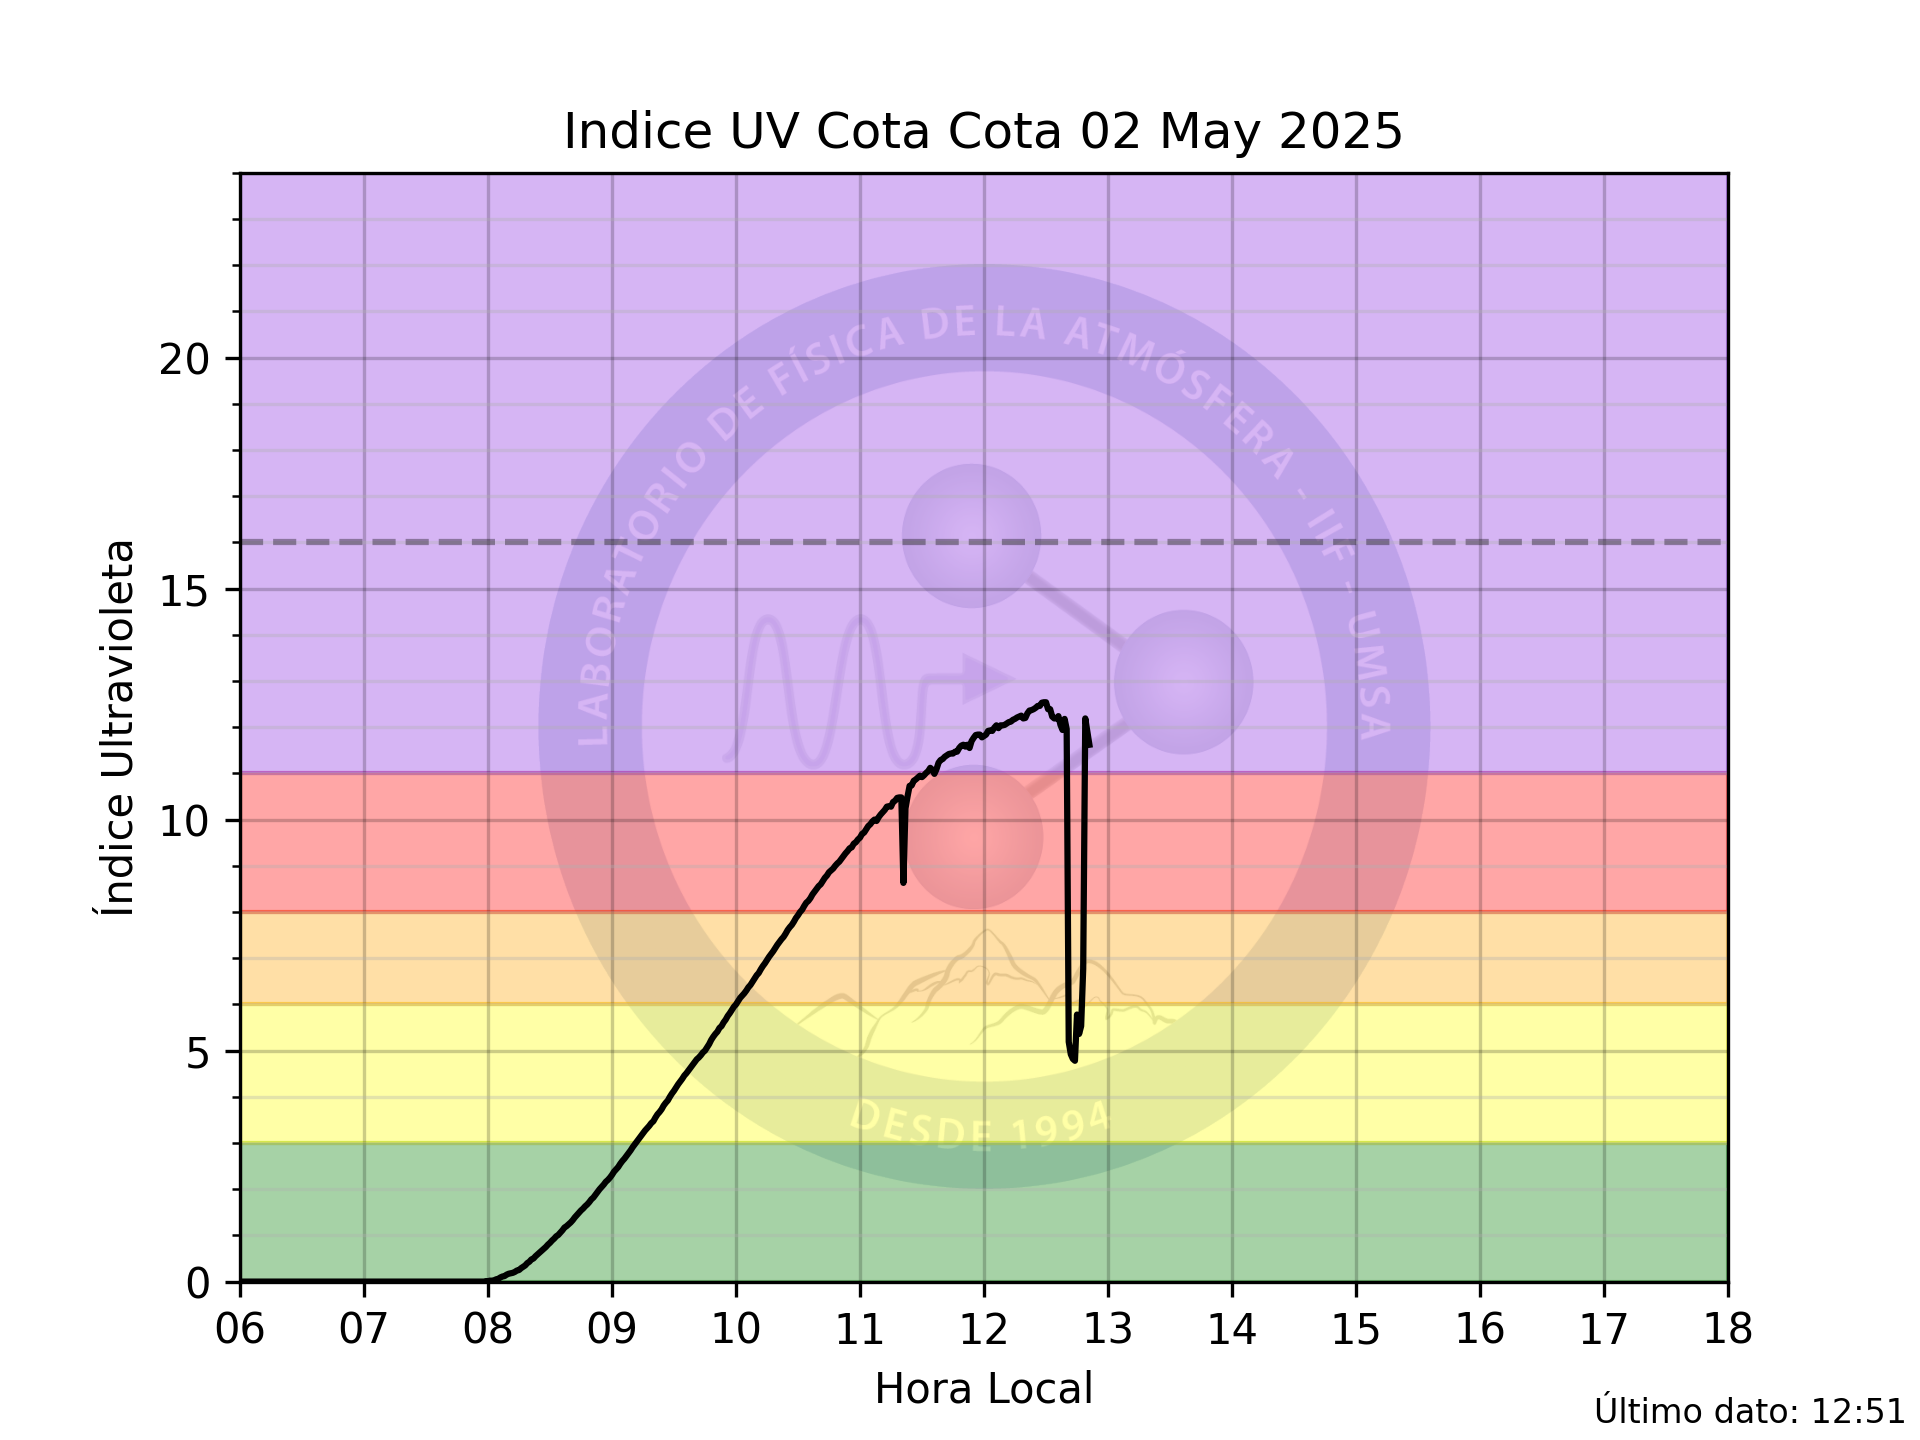 Indice UV Cota Cota 02 May 2025
LABORATORIO DE FÍSICA DE LA ATMÓSFERA - IIF - UMSA
20
15
10
5
0
Índice Ultravioleta
DESDE 1994
06 07 08 09 10 11 12 13 14 15 16 17 18
Hora Local
Último dato: 12:51